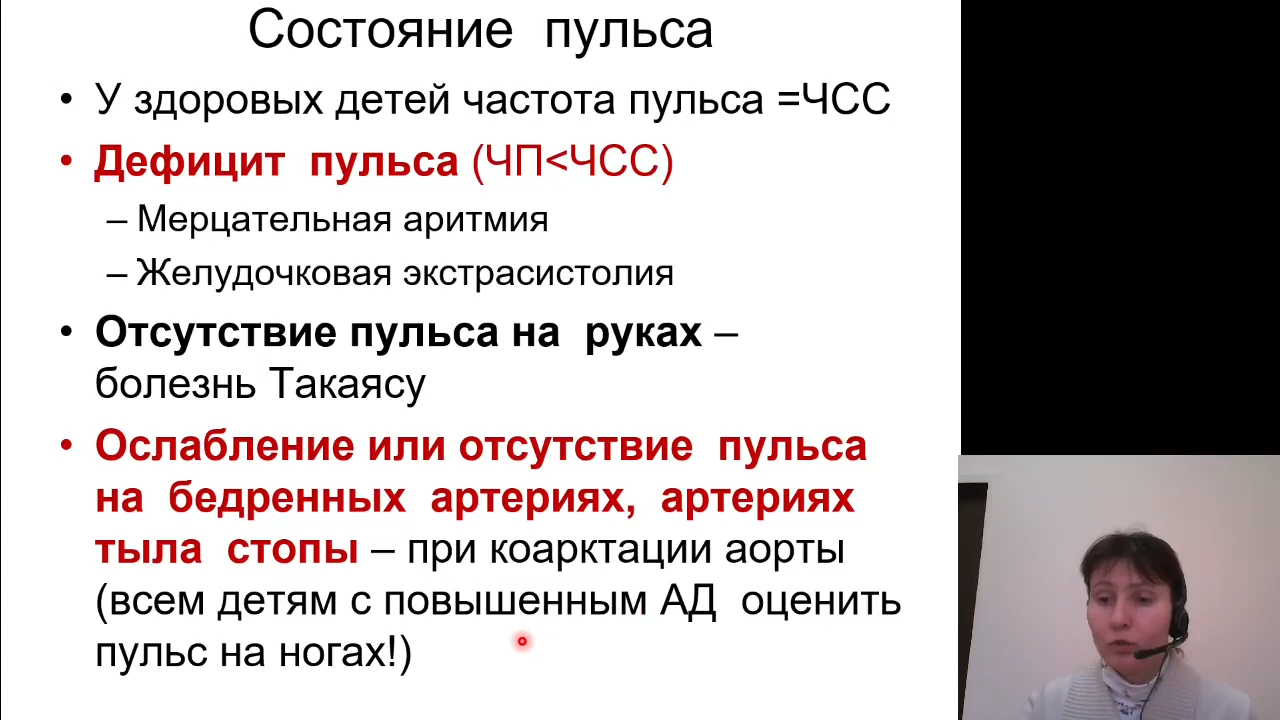 Состояние пульса
• У здоровых детей частота пульса =ЧСС
• Дефицит пульса (ЧП<ЧСС)
– Мерцательная аритмия
– Желудочковая экстрасистолия
• Отсутствие пульса на руках –
болезнь Такаясу
• Ослабление или отсутствие пульса
на бедренных артериях, артериях
тыла стопы – при коарктации аорты
(всем детям с повышенным АД оценить
пульс на ногах!)